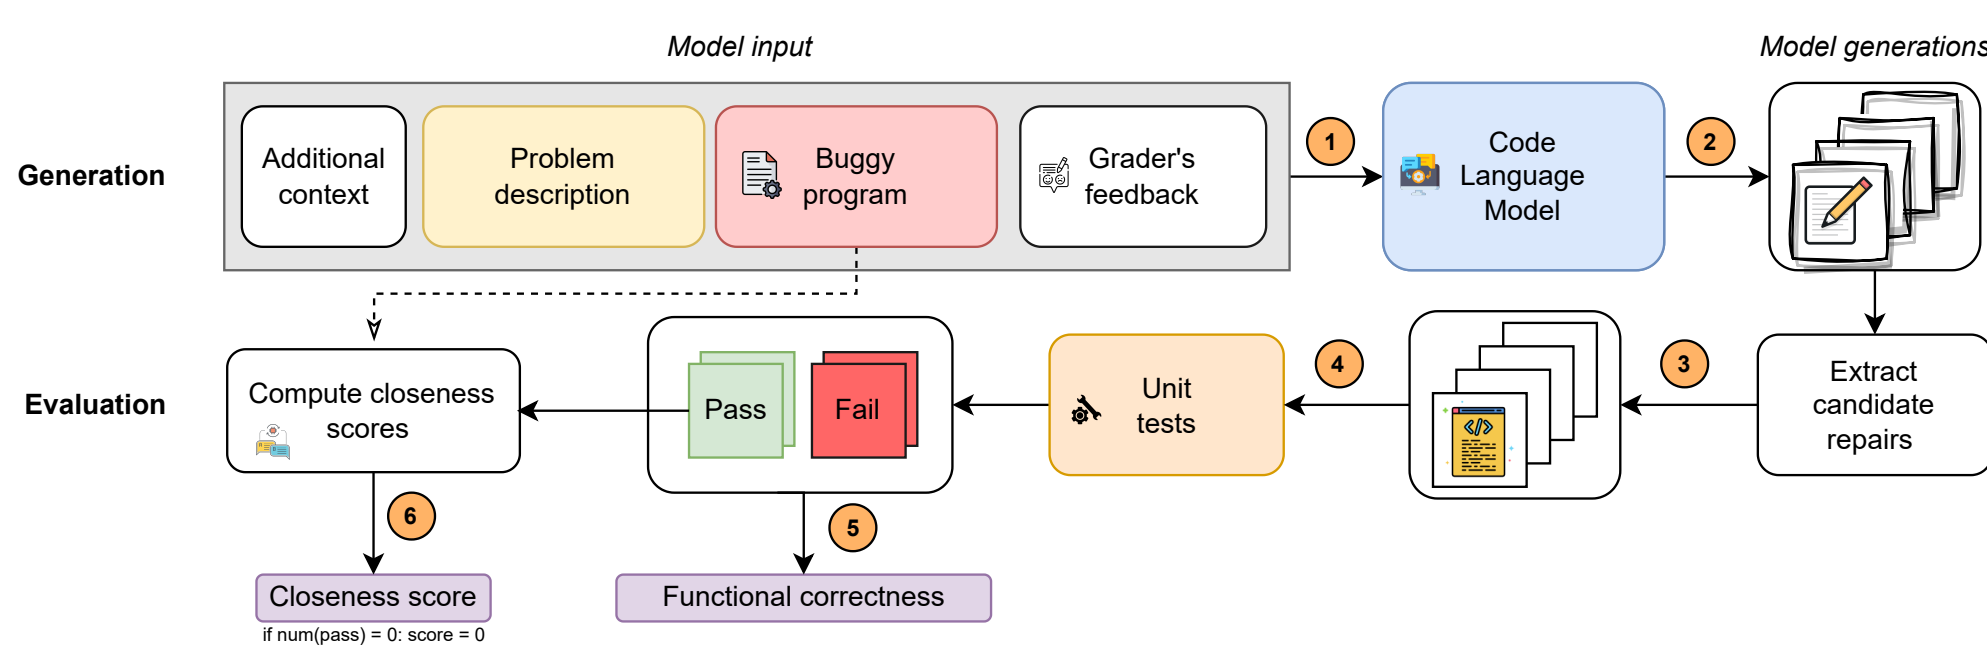 Model input
Model generations
Generation
Additional
context
Problem
description
Buggy
program
Grader's
feedback
1
Code
Language
Model
2
Evaluation
Compute closeness
scores
Pass
Fail
Unit
tests
4
3
Extract
candidate
repairs
6
5
Closeness score
if num(pass) = 0: score = 0
Functional correctness